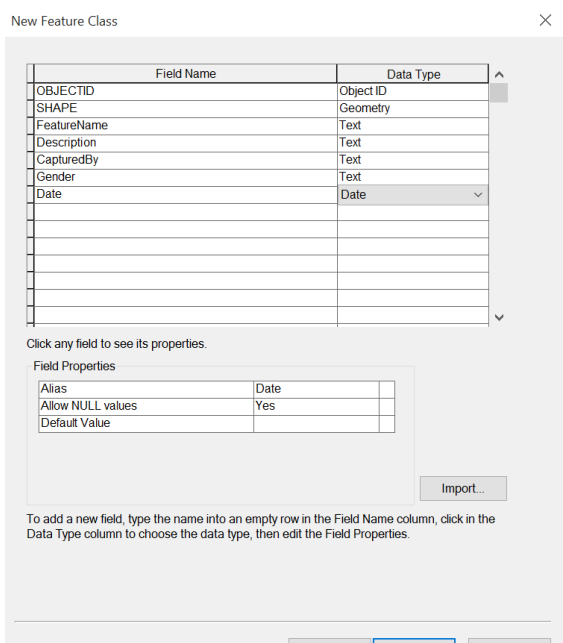 New Feature Class
Field Name Data Type
OBJECTID Object ID
SHAPE Geometry
FeatureName Text
Description Text
CapturedBy Text
Gender Text
Date Date
Click any field to see its properties.
Field Properties
Alias Date
Allow NULL values Yes
Default Value
Import...
To add a new field, type the name into an empty row in the Field Name column, click in the
Data Type column to choose the data type, then edit the Field Properties.